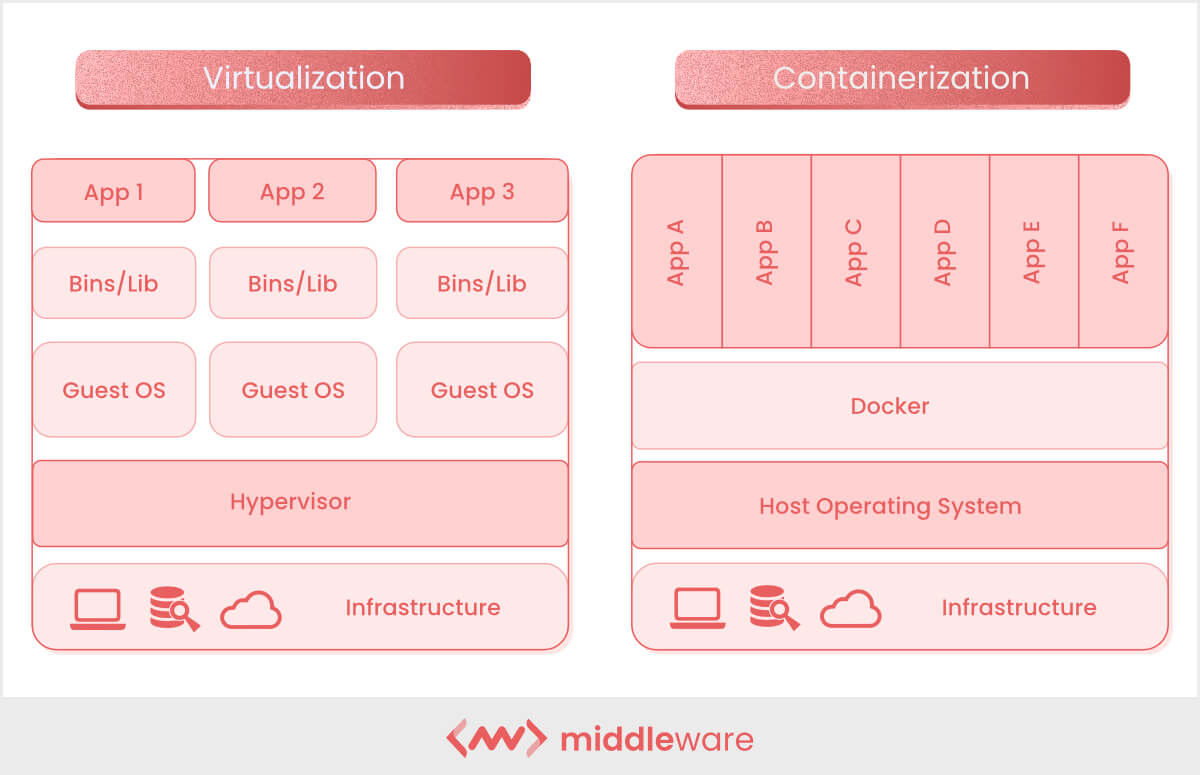 Virtualization
App 1
App 2
App 3
Bins/Lib
Bins/Lib
Bins/Lib
Guest OS
Guest OS
Guest OS
Hypervisor
Infrastructure
Containerization
App A
App B
App C
App D
App E
App F
Docker
Host Operating System
Infrastructure
middleware